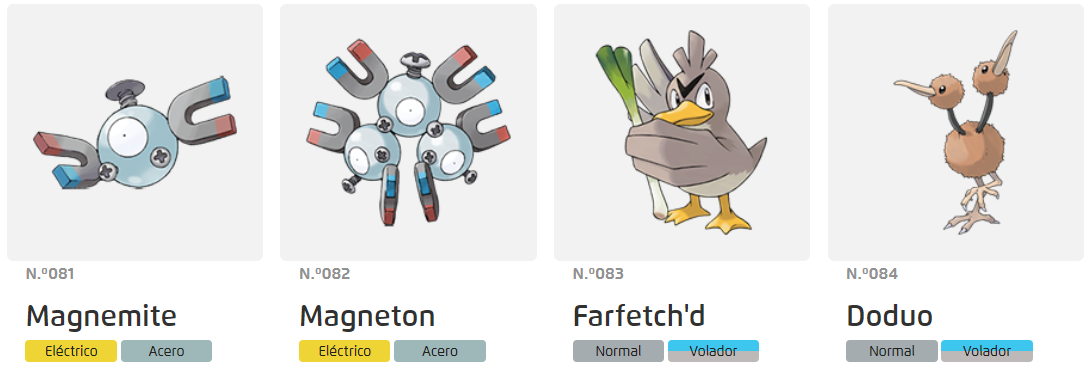 N.º081
Magnemite
Eléctrico Acero
N.º082
Magneton
Eléctrico Acero
N.º083
Farfetch'd
Normal Volador
N.º084
Doduo
Normal Volador